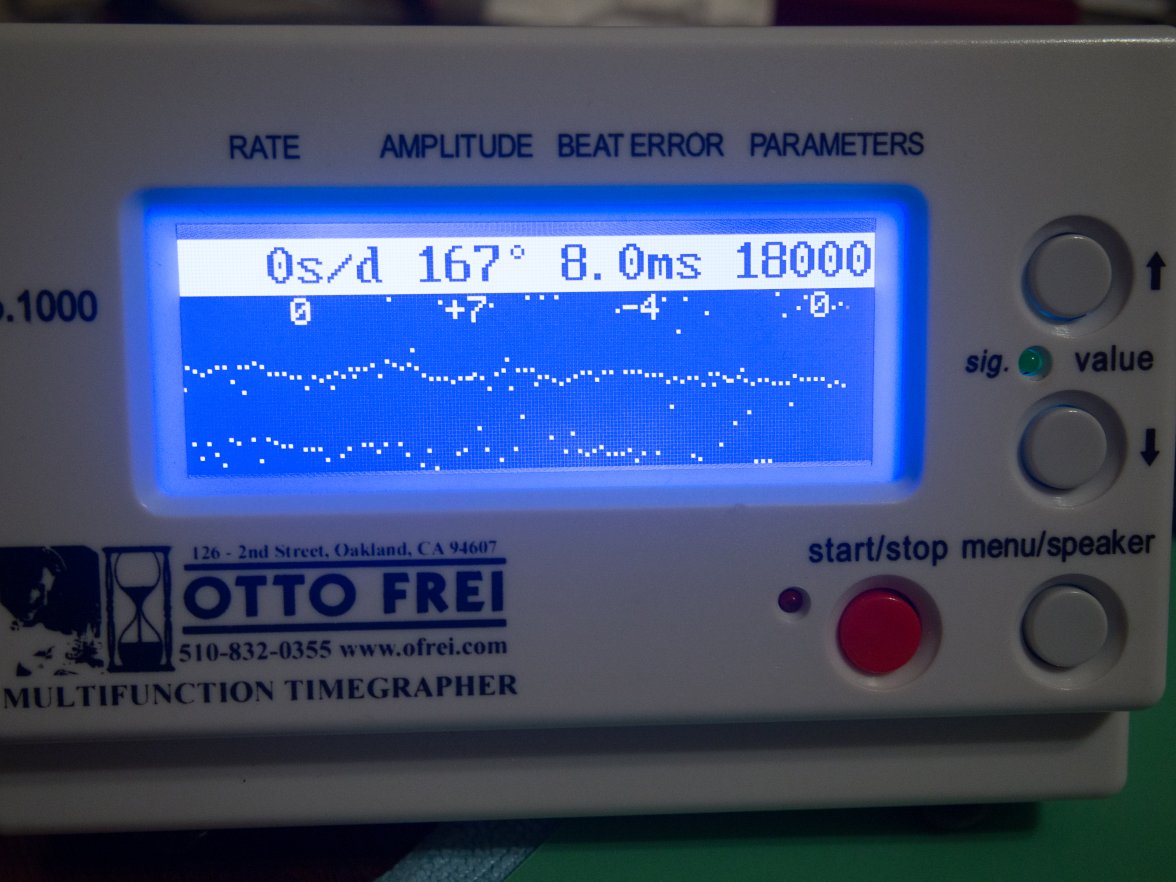 RATE AMPLITUDE BEAT ERROR PARAMETERS
0s/d 167° 8.0ms 18000
0 +7 -4 0
.1000
↑
sig. value
↓
start/stop menu/speaker
126 - 2nd Street, Oakland, CA 94607
OTTO FREI
510-832-0355 www.ofrei.com
MULTIFUNCTION TIMEGRAPHER